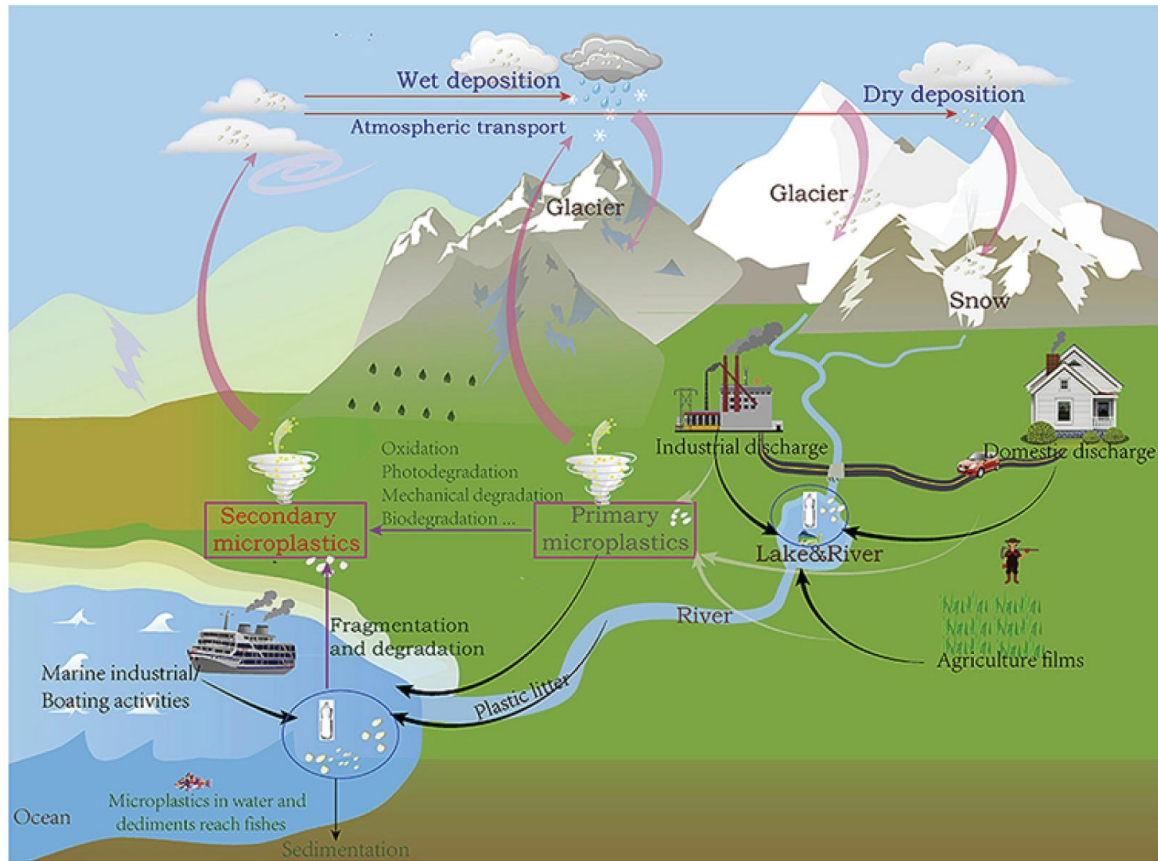 Wet deposition
Dry deposition
Atmospheric transport
Glacier
Glacier
Snow
Oxidation
Photodegradation
Mechanical degradation
Biodegradation ...
Industrial discharge
Domestic discharge
Secondary
microplastics
Primary
microplastics
Lake&River
River
Fragmentation
and degradation
Agriculture films
Marine industrial/
Boating activities
Plastic litter
Microplastics in water and
dediments reach fishes
Ocean
Sedimentation